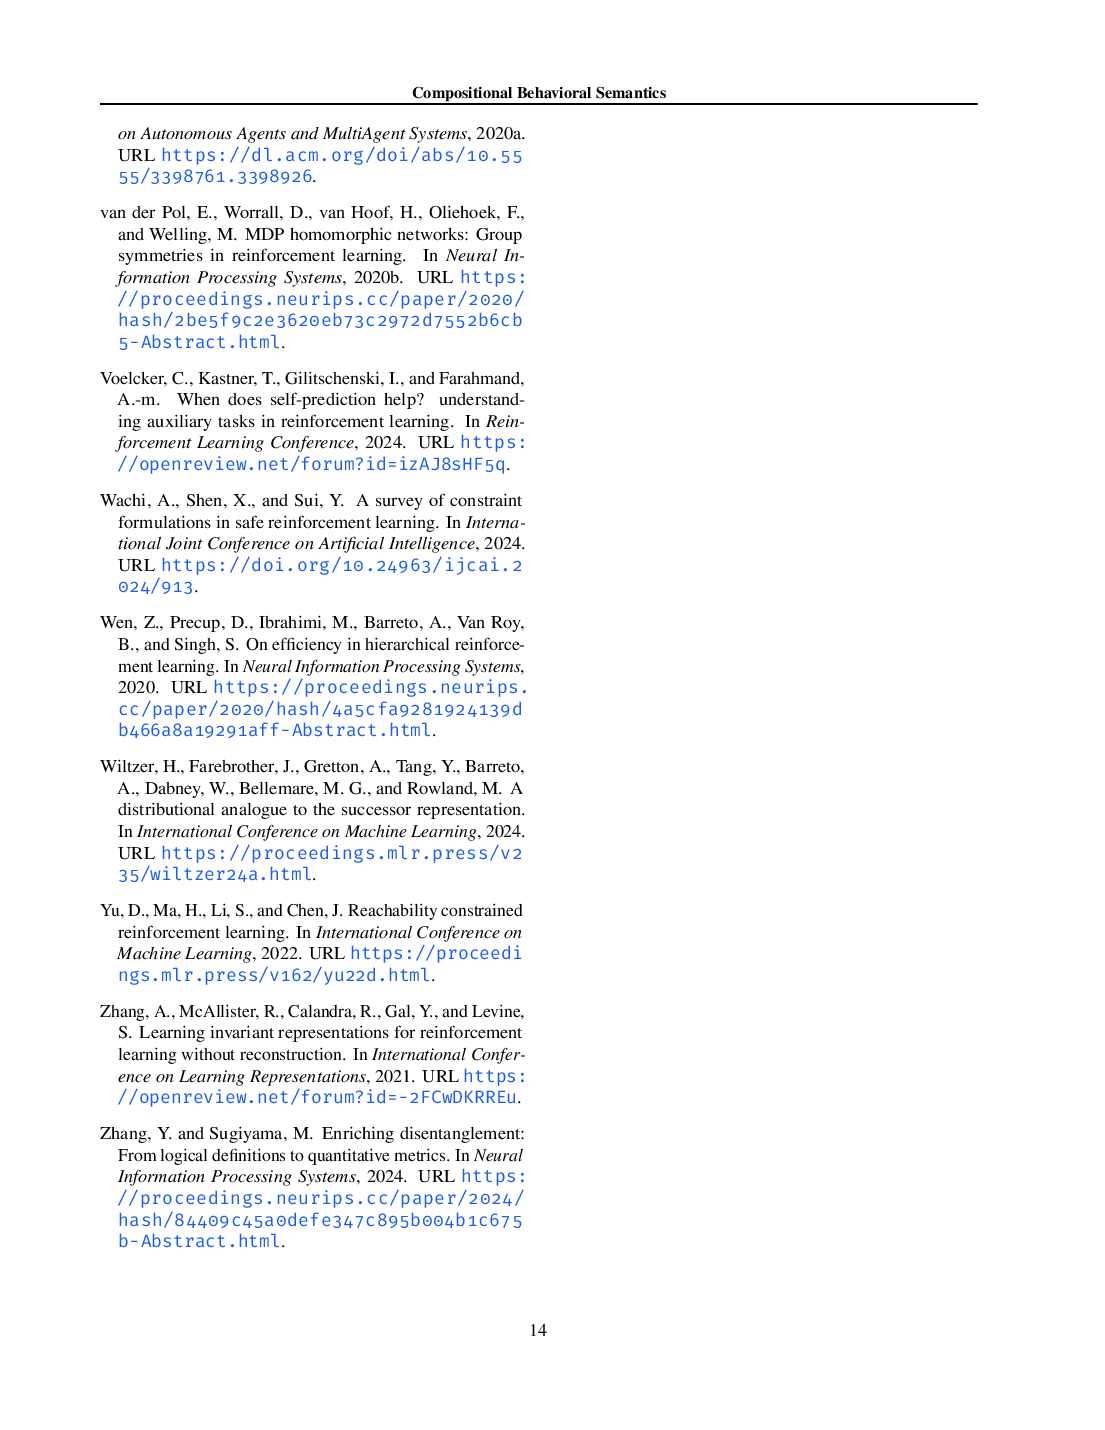 Compositional Behavioral Semantics
on Autonomous Agents and MultiAgent Systems, 2020a.
URL https://dl.acm.org/doi/abs/10.55
55/3398761.3398926.
van der Pol, E., Worrall, D., van Hoof, H., Oliehoek, F.,
and Welling, M. MDP homomorphic networks: Group
symmetries in reinforcement learning. In Neural In-
formation Processing Systems, 2020b. URL https:
//proceedings.neurips.cc/paper/2020/
hash/2be5f9c2e3620eb73c2972d7552b6cb
5-Abstract.html.
Voelcker, C., Kastner, T., Gilitschenski, I., and Farahmand,
A.-m. When does self-prediction help? understand-
ing auxiliary tasks in reinforcement learning. In Rein-
forcement Learning Conference, 2024. URL https:
//openreview.net/forum?id=izAJ8sHF5q.
Wachi, A., Shen, X., and Sui, Y. A survey of constraint
formulations in safe reinforcement learning. In Interna-
tional Joint Conference on Artificial Intelligence, 2024.
URL https://doi.org/10.24963/ijcai.2
024/913.
Wen, Z., Precup, D., Ibrahimi, M., Barreto, A., Van Roy,
B., and Singh, S. On efficiency in hierarchical reinforce-
ment learning. In Neural Information Processing Systems,
2020. URL https://proceedings.neurips.
cc/paper/2020/hash/4a5cfa9281924139d
b466a8a19291aff-Abstract.html.
Wiltzer, H., Farebrother, J., Gretton, A., Tang, Y., Barreto,
A., Dabney, W., Bellemare, M. G., and Rowland, M. A
distributional analogue to the successor representation.
In International Conference on Machine Learning, 2024.
URL https://proceedings.mlr.press/v2
35/wiltzer24a.html.
Yu, D., Ma, H., Li, S., and Chen, J. Reachability constrained
reinforcement learning. In International Conference on
Machine Learning, 2022. URL https://proceedi
ngs.mlr.press/v162/yu22d.html.
Zhang, A., McAllister, R., Calandra, R., Gal, Y., and Levine,
S. Learning invariant representations for reinforcement
learning without reconstruction. In International Confer-
ence on Learning Representations, 2021. URL https:
//openreview.net/forum?id=-2FCwDKRREu.
Zhang, Y. and Sugiyama, M. Enriching disentanglement:
From logical definitions to quantitative metrics. In Neural
Information Processing Systems, 2024. URL https:
//proceedings.neurips.cc/paper/2024/
hash/84409c45a0defe347c895b004b1c675
b-Abstract.html.
14